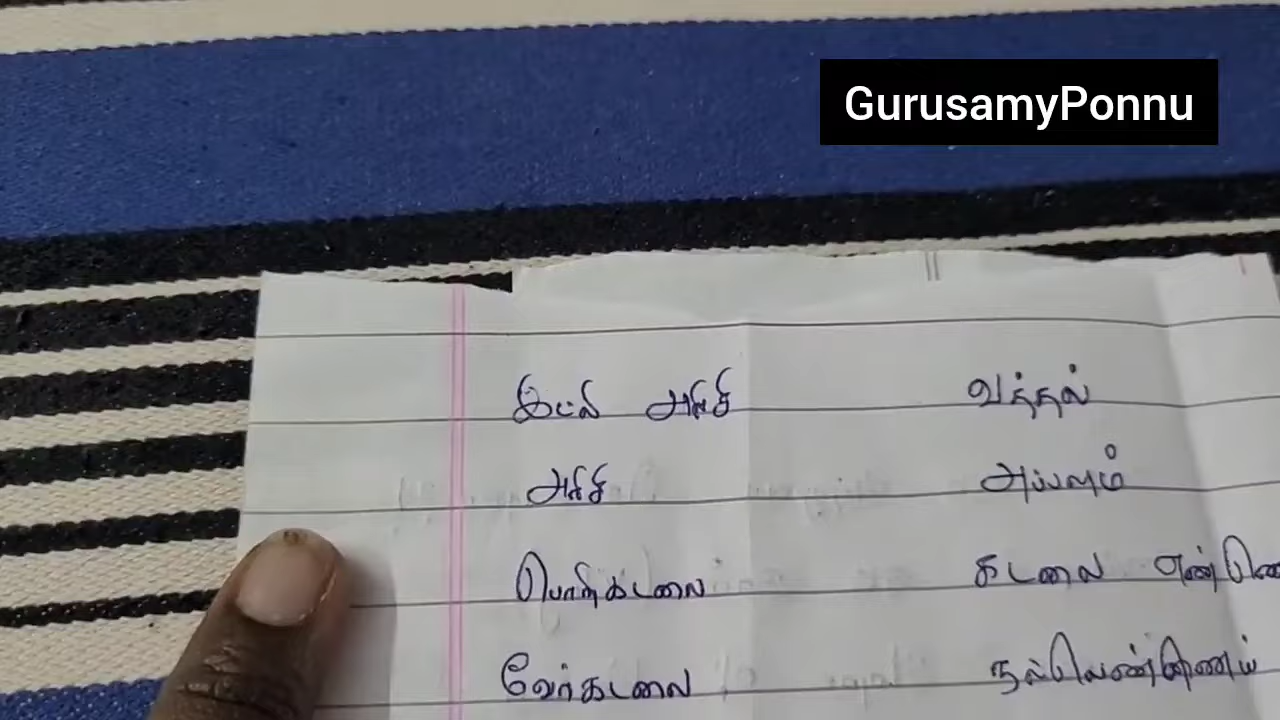 GurusamyPonnu
இட்லி அரிசி வத்தல்
அரிசி அப்பளம்
பொரிகடலை கடலை
வேர்கடலை நல்லெண்ணெய்